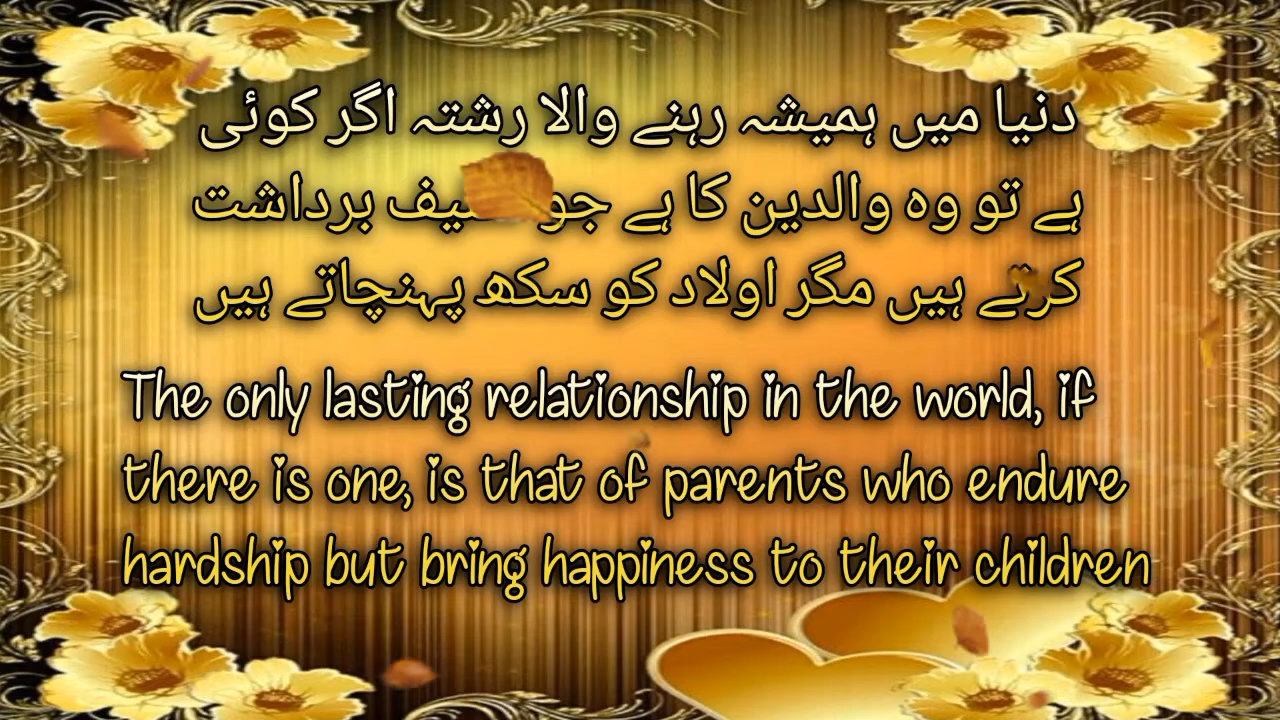 دنیا میں ہمیشہ رہنے والا رشتہ اگر کوئی
ہے تو وہ والدین کا ہے جو برداشت
کرتے ہیں مگر اولاد کو سکھ پہنچاتے ہیں
The only lasting relationship in the world, if
there is one, is that of parents who endure
hardship but bring happiness to their children